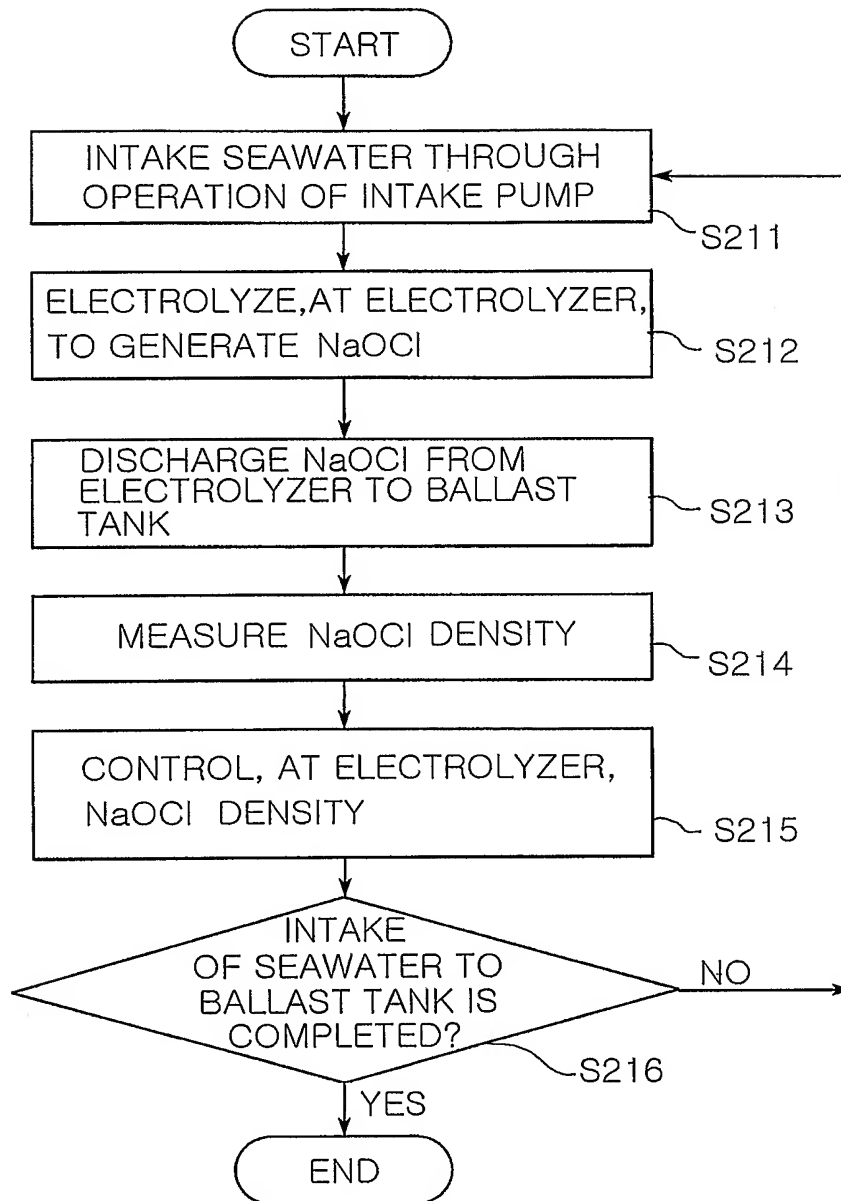 START
INTAKE SEAWATER THROUGH
OPERATION OF INTAKE PUMP
S211
ELECTROLYZE, AT ELECTROLYZER,
TO GENERATE NaOCl
S212
DISCHARGE NaOCl FROM
ELECTROLYZER TO BALLAST
TANK
S213
MEASURE NaOCl DENSITY
S214
CONTROL, AT ELECTROLYZER,
NaOCl DENSITY
S215
INTAKE
OF SEAWATER TO
BALLAST TANK IS
COMPLETED?
NO
S216
YES
END